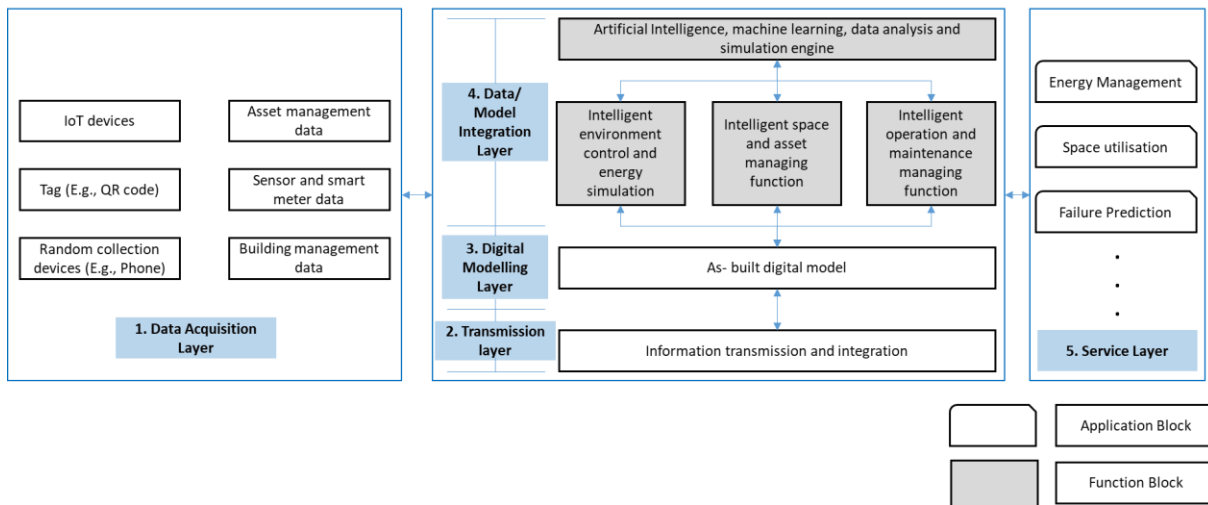 IoT devices
Asset management
data
Tag (E.g., QR code)
Sensor and smart
meter data
Random collection
devices (E.g., Phone)
Building management
data
1. Data Acquisition
Layer
Artificial Intelligence, machine learning, data analysis and
simulation engine
4. Data/
Model
Integration
Layer
Intelligent
environment
control and
energy
simulation
Intelligent space
and asset
managing
function
Intelligent
operation and
maintenance
managing
function
3. Digital
Modelling
Layer
As- built digital model
2. Transmission
layer
Information transmission and integration
Energy Management
Space utilisation
Failure Prediction
.
.
.
5. Service Layer
Application Block
Function Block